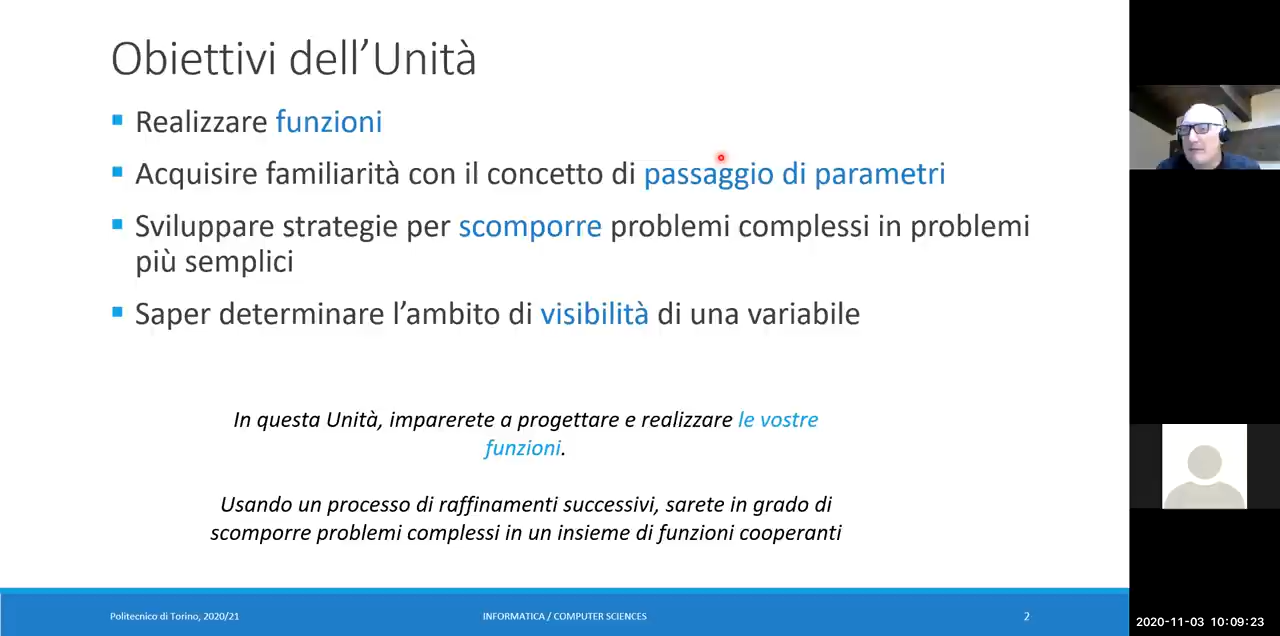 Obiettivi dell’Unità
Realizzare funzioni
Acquisire familiarità con il concetto di passaggio di parametri
Sviluppare strategie per scomporre problemi complessi in problemi
più semplici
Saper determinare l’ambito di visibilità di una variabile
In questa Unità, imparerete a progettare e realizzare le vostre
funzioni.
Usando un processo di raffinamenti successivi, sarete in grado di
scomporre problemi complessi in un insieme di funzioni cooperanti
Politecnico di Torino, 2020/21
INFORMATICA / COMPUTER SCIENCES
2
2020-11-03 10:09:23